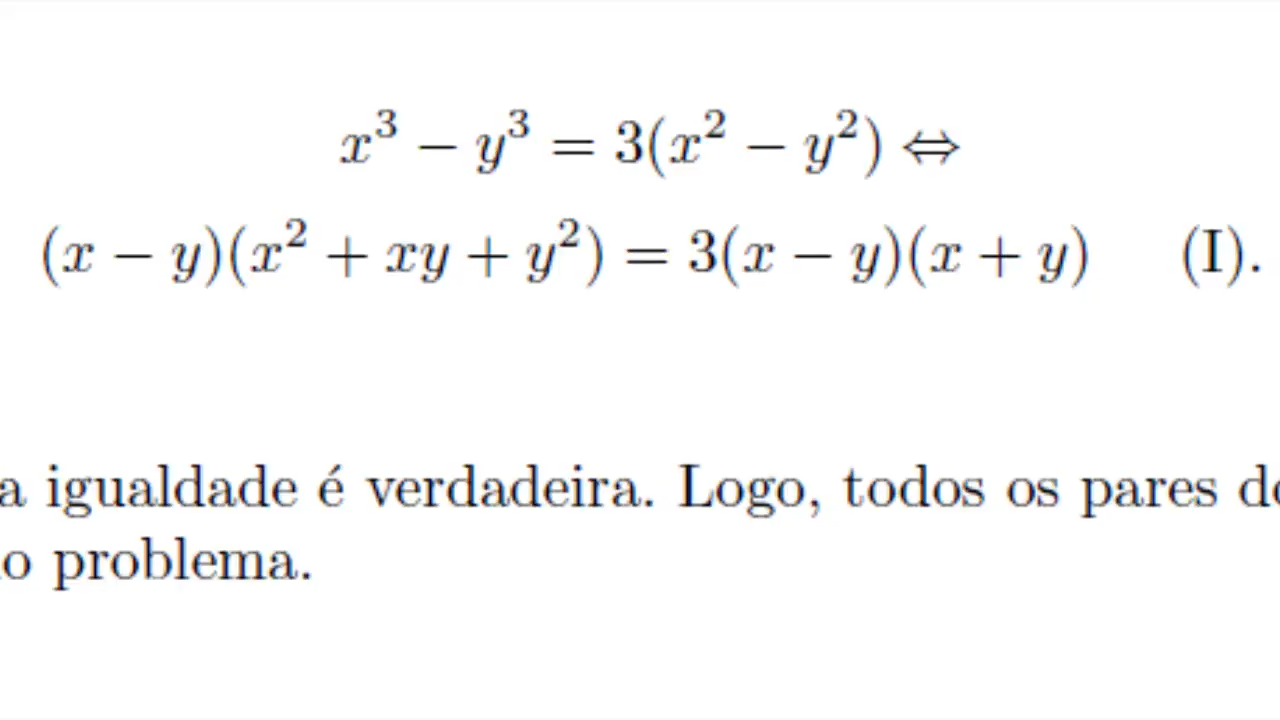 x³ − y³ = 3(x² − y²) ⇔
(x − y)(x² + xy + y²) = 3(x − y)(x + y) (I).
a igualdade é verdadeira. Logo, todos os pares
problema.